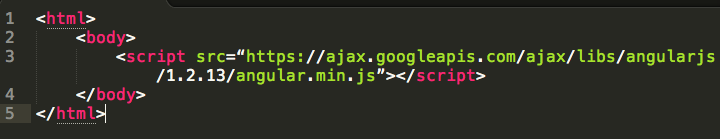 1 <html>
2 <body>
3 <script src=“https://ajax.googleapis.com/ajax/libs/angularjs
/1.2.13/angular.min.js”></script>
4 </body>
5 </html>